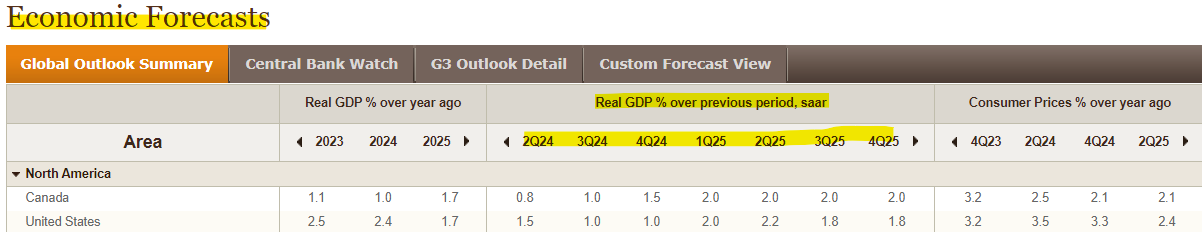 Economic Forecasts
Global Outlook Summary Central Bank Watch G3 Outlook Detail Custom Forecast View
Real GDP % over year ago Real GDP % over previous period, saar Consumer Prices % over year ago
Area 2023 2024 2025 2Q24 3Q24 4Q24 1Q25 2Q25 3Q25 4Q25 4Q23 2Q24 4Q24 2Q25
North America
Canada 1.1 1.0 1.7 0.8 1.0 1.5 2.0 2.0 2.0 2.0 3.2 2.5 2.1 2.1
United States 2.5 2.4 1.7 1.5 1.0 1.0 2.0 2.2 1.8 1.8 3.2 3.5 3.3 2.4